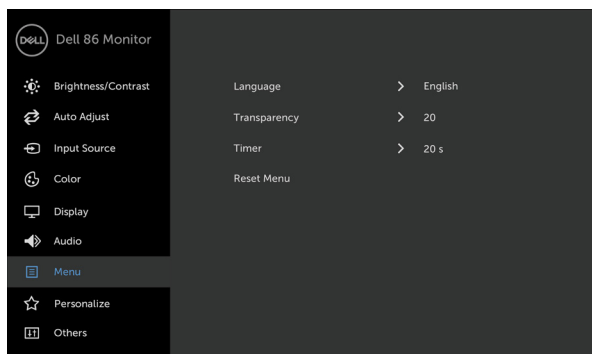 DELL Dell 86 Monitor
Brightness/Contrast
Auto Adjust
Input Source
Color
Display
Audio
Menu
Personalize
Others
Language > English
Transparency > 20
Timer > 20 s
Reset Menu